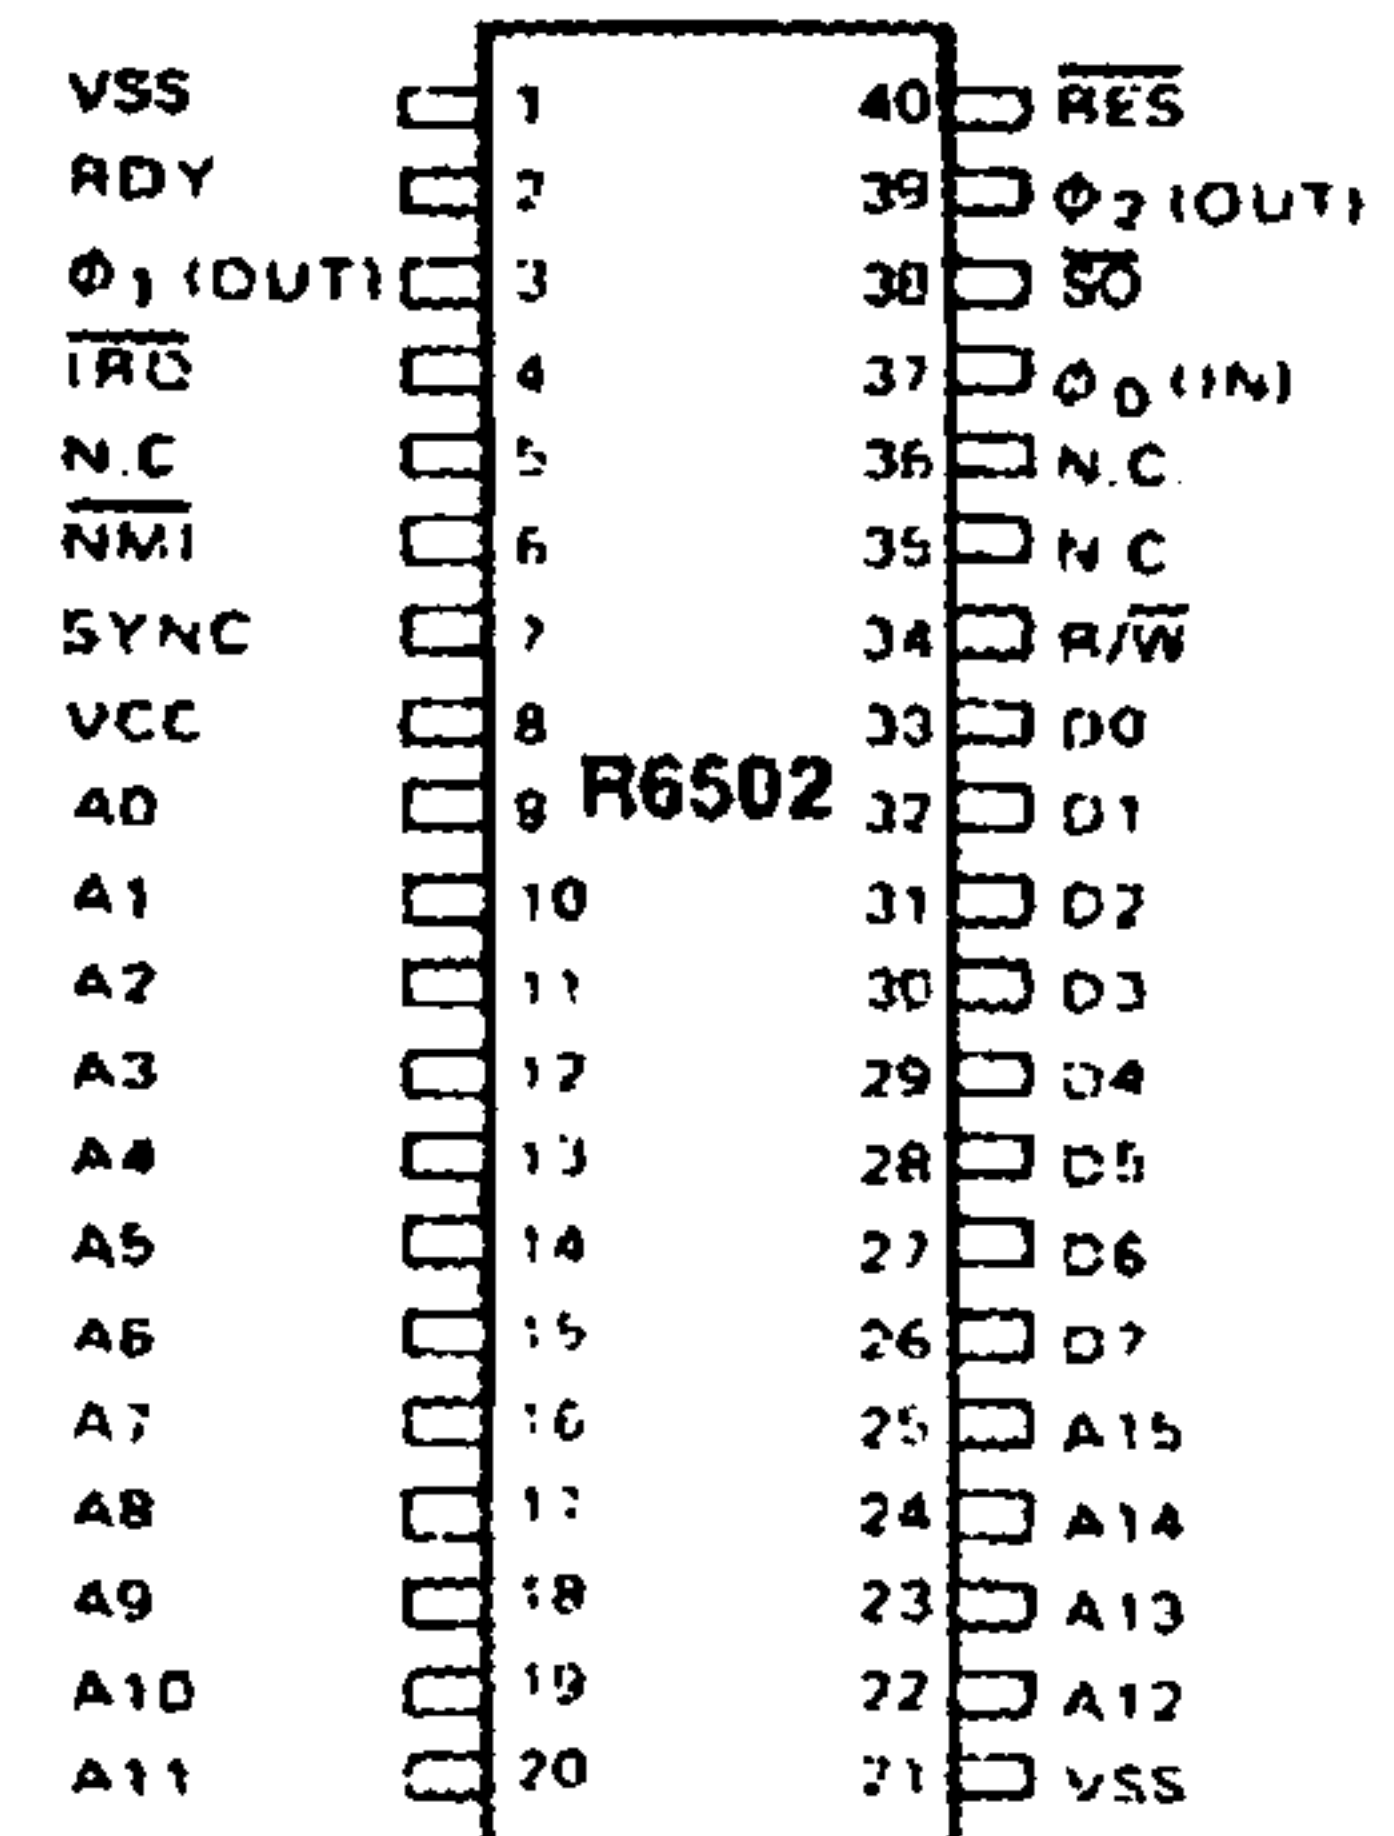 VSS 1 40 R̅E̅S̅
RDY 2 39 Φ2 (OUT)
Φ1 (OUT) 3 38 S̅O̅
I̅R̅Q̅ 4 37 Φ0 (IN)
N.C 5 36 N.C.
N̅M̅I̅ 6 35 N C
SYNC 7 34 R/W̅
VCC 8 33 D0
R6502
A0 9 32 D1
A1 10 31 D2
A2 11 30 D3
A3 12 29 D4
A4 13 28 D5
A5 14 27 D6
A6 15 26 D7
A7 16 25 A15
A8 17 24 A14
A9 18 23 A13
A10 19 22 A12
A11 20 21 VSS